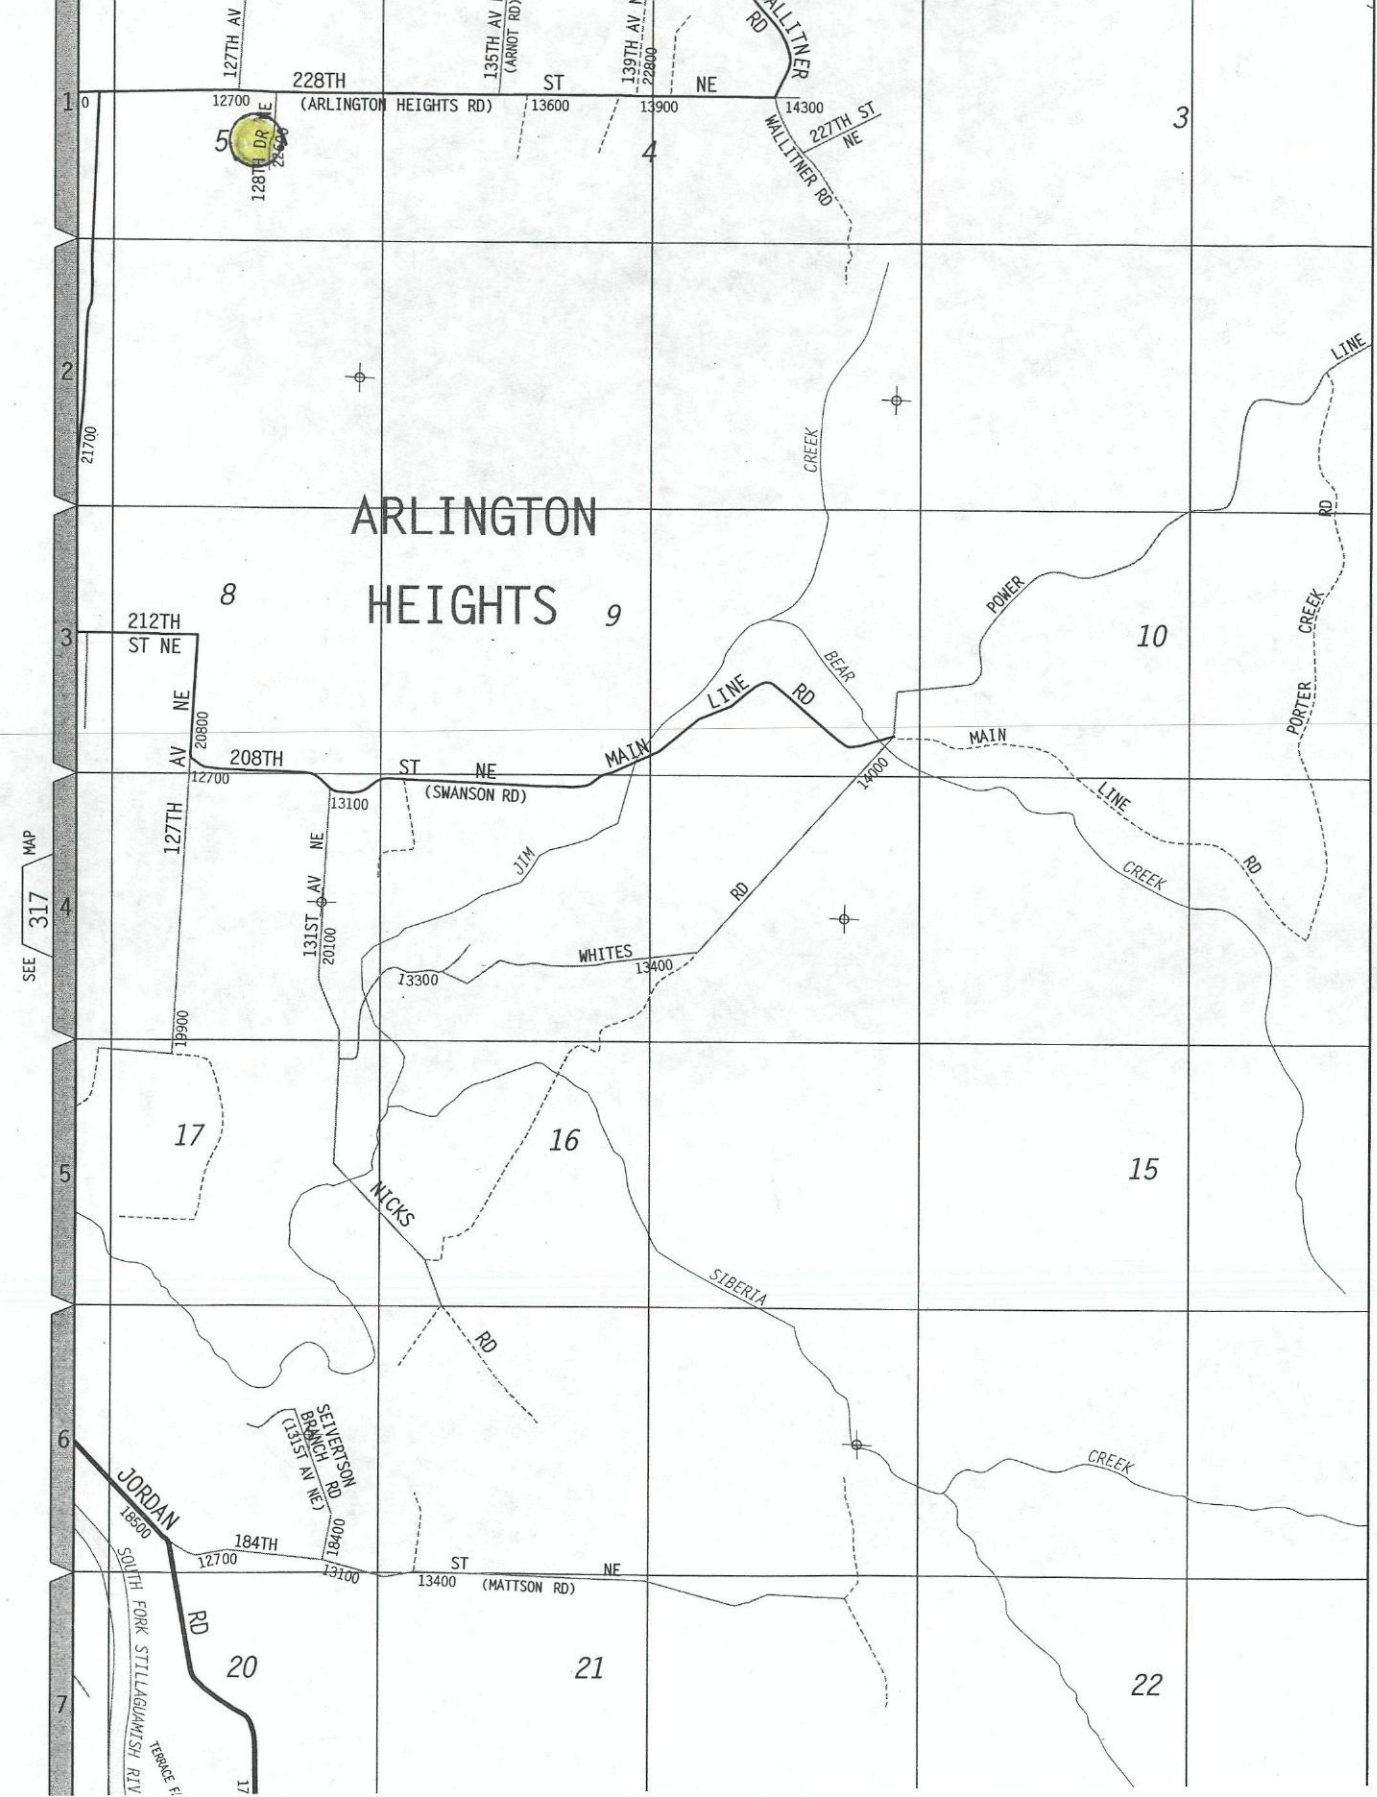 127TH AV
135TH AV
(ARNOT RD)
139TH AV N
22800
WALLITNER
RD
228TH ST NE
1
0
12700
NE
(ARLINGTON HEIGHTS RD)
13600
13900
14300
227TH ST
NE
3
5
128TH DR
22600
4
WALLITNER RD
2
21700
CREEK
LINE
RD
ARLINGTON
HEIGHTS
8
9
POWER
CREEK
10
212TH
ST NE
3
BEAR
NE
LINE RD
PORTER
20800
AV
208TH ST NE
MAIN
MAIN
12700
(SWANSON RD)
14000
13100
LINE
127TH
NE
MAP
JIM
CREEK
RD
AV
RD
317
4
131ST
20100
WHITES
13400
SEE
13300
19900
17
16
15
5
NICKS
SIBERIA
RD
6
SEIVERTSON
BRANCH RD
(131ST AV NE)
CREEK
JORDAN
18500
18400
184TH ST NE
12700
13100
13400
(MATTSON RD)
SOUTH FORK STILLAGUAMISH RIV
RD
20
21
22
7
TERRACE
17